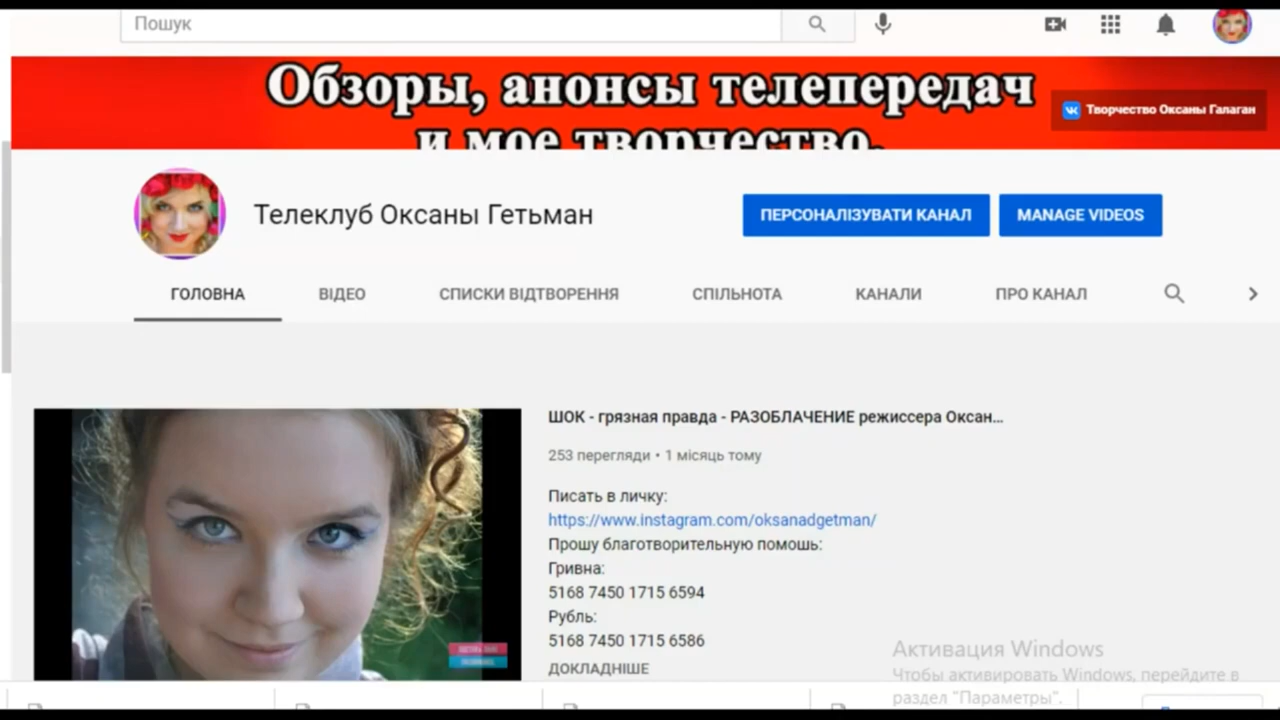 Пошук
Обзоры, анонсы телепередач
и мое творчество.
Творчество Оксаны Галаган
Телеклуб Оксаны Гетьман
ПЕРСОНАЛІЗУВАТИ КАНАЛ
MANAGE VIDEOS
ГОЛОВНА
ВІДЕО
СПИСКИ ВІДТВОРЕННЯ
СПІЛЬНОТА
КАНАЛИ
ПРО КАНАЛ
ШОК - грязная правда - РАЗОБЛАЧЕНИЕ режиссера Оксан...
253 перегляди • 1 місяць тому
Писать в личку:
https://www.instagram.com/oksanadgetman/
Прошу благотворительную помошь:
Гривна:
5168 7450 1715 6594
Рубль:
5168 7450 1715 6586
ДОКЛАДНІШЕ
Активация Windows
Чтобы активировать Windows, перейдите в
раздел "Параметры".